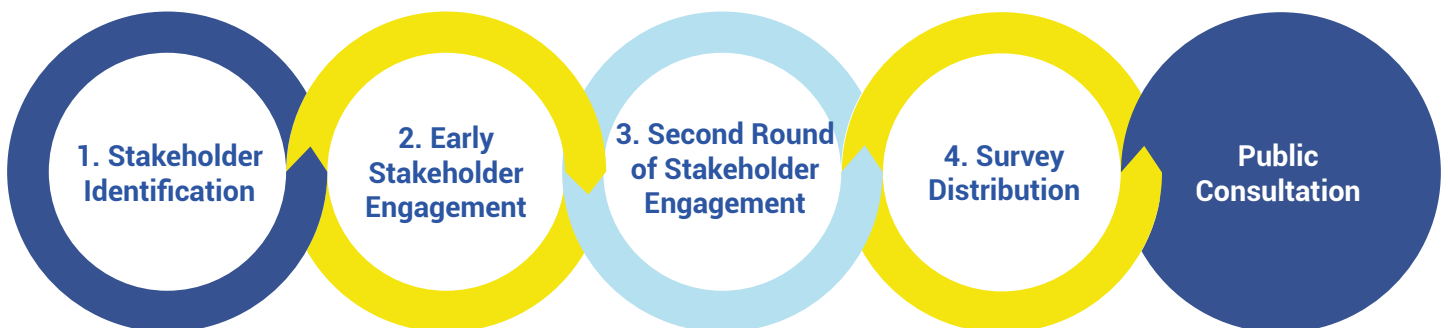 1. Stakeholder
Identification
2. Early
Stakeholder
Engagement
3. Second Round
of Stakeholder
Engagement
4. Survey
Distribution
Public
Consultation